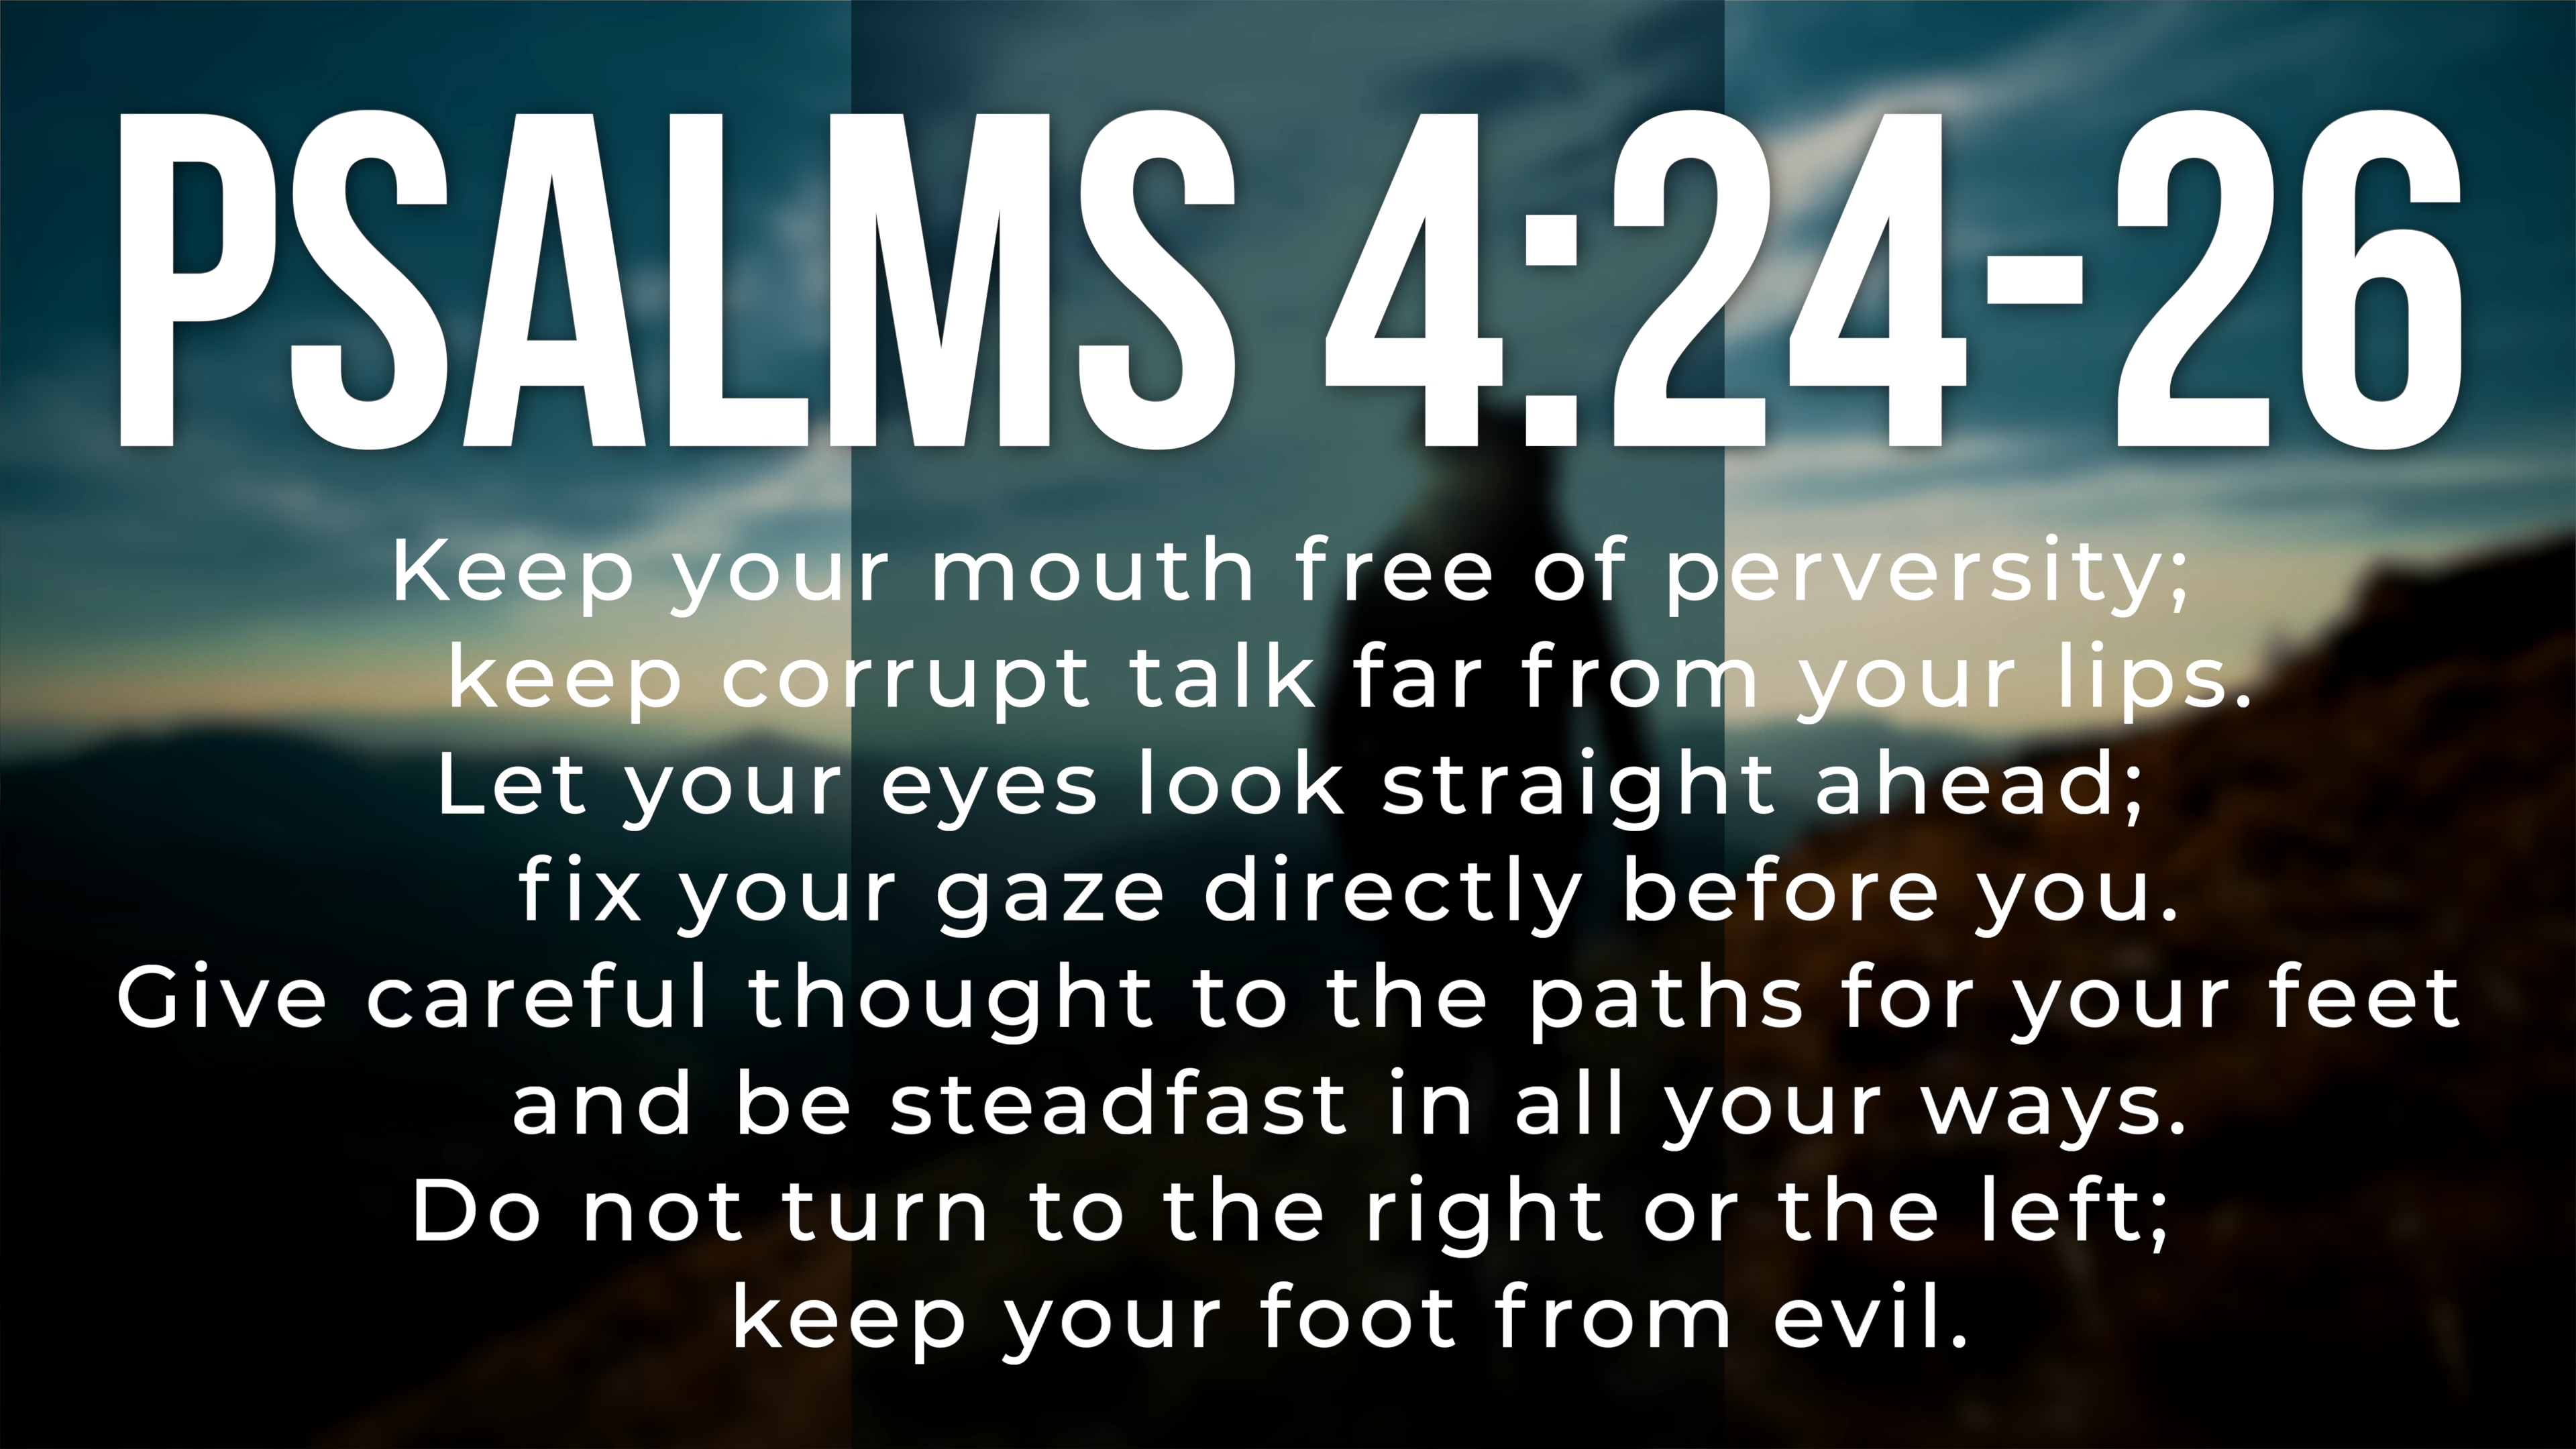 PSALMS 4:24-26
Keep your mouth free of perversity;
keep corrupt talk far from your lips.
Let your eyes look straight ahead;
fix your gaze directly before you.
Give careful thought to the paths for your feet
and be steadfast in all your ways.
Do not turn to the right or the left;
keep your foot from evil.